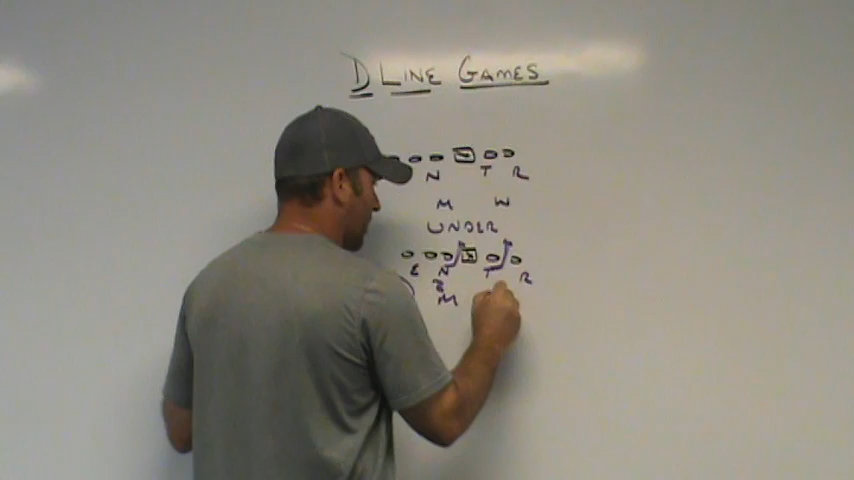 D LINE GAMES
N T R
M W
UNDER
E N T R
B
M